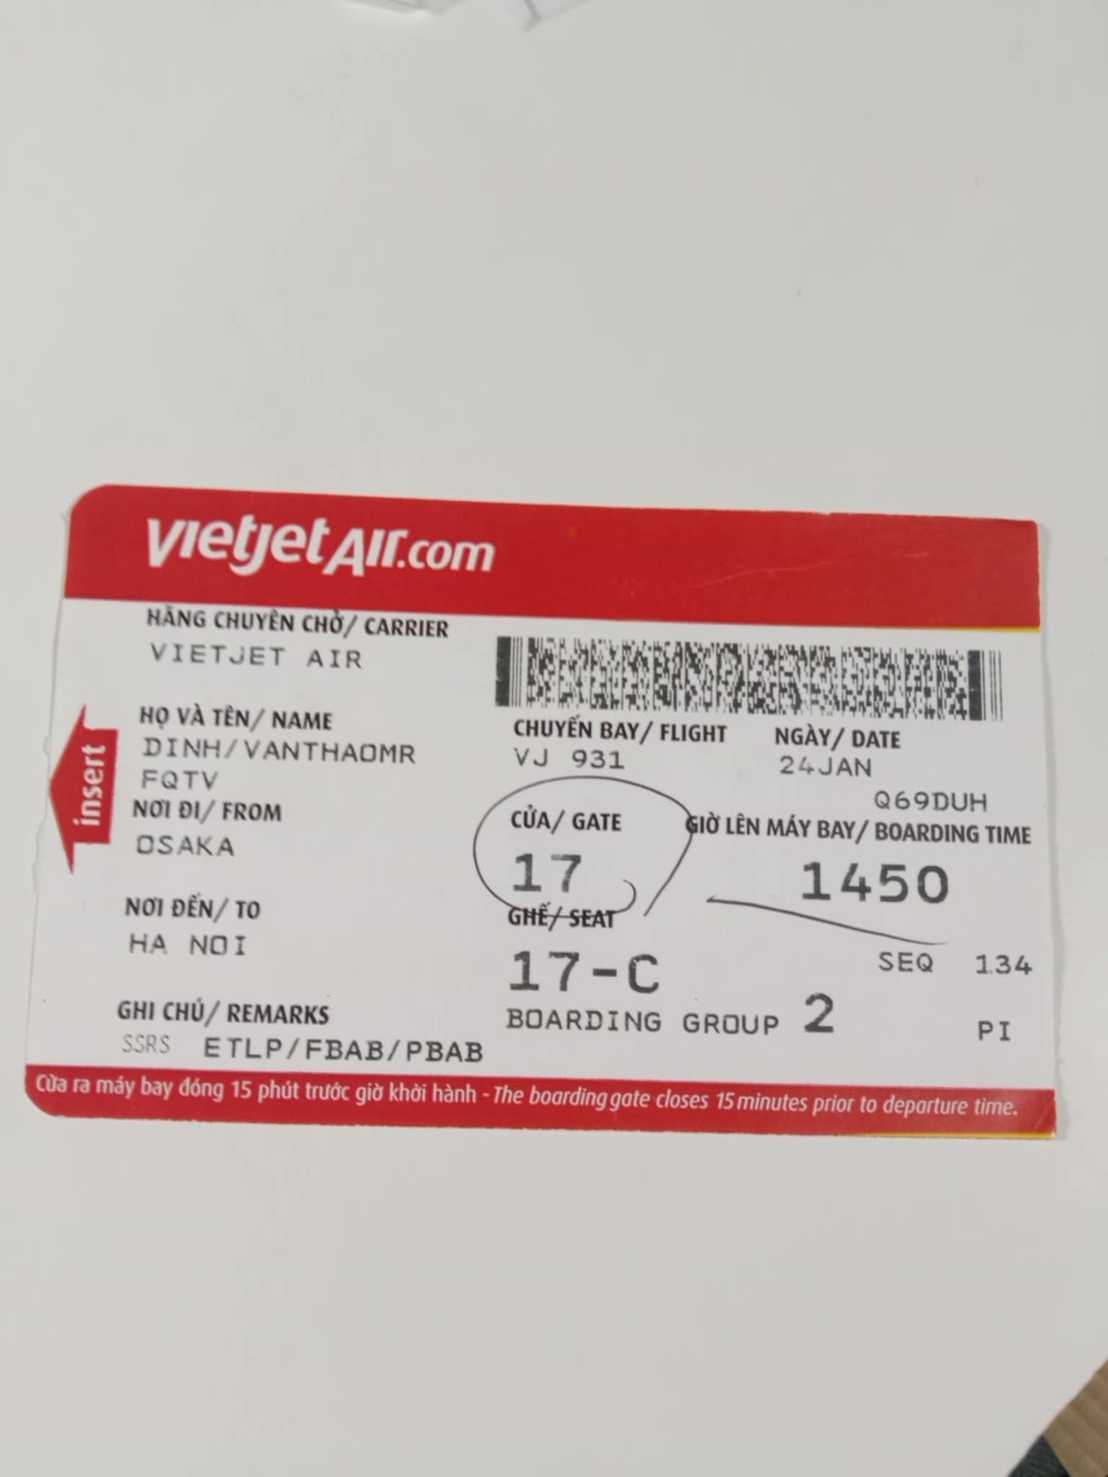 vietjetAir.com
HÃNG CHUYÊN CHỞ/ CARRIER
VIETJET AIR
HỌ VÀ TÊN/ NAME
DINH/VANTHAOMR
FQTV
NƠI ĐI/ FROM
OSAKA
NƠI ĐẾN/ TO
HA NOI
GHI CHÚ/ REMARKS
SSRS ETLP/FBAB/PBAB
insert
CHUYẾN BAY/ FLIGHT
VJ 931
NGÀY/ DATE
24JAN
Q69DUH
CỬA/ GATE
17
GIỜ LÊN MÁY BAY/ BOARDING TIME
1450
GHẾ/ SEAT
17-C
SEQ 134
BOARDING GROUP 2
PI
Cửa ra máy bay đóng 15 phút trước giờ khởi hành - The boarding gate closes 15 minutes prior to departure time.